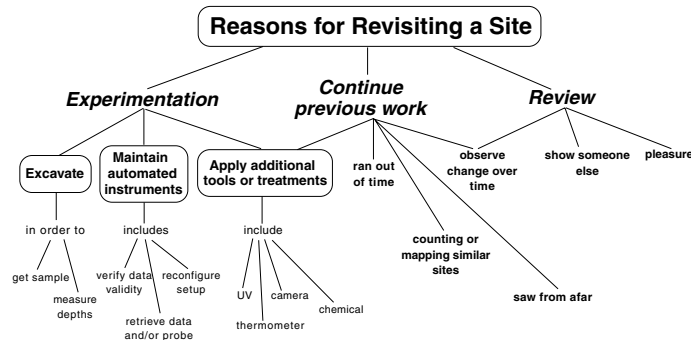 Reasons for Revisiting a Site
Experimentation
Continue
previous work
Review
Excavate
Maintain
automated
instruments
Apply additional
tools or treatments
ran out
of time
observe
change over
time
show someone
else
pleasure
in order to
includes
include
counting or
mapping similar
sites
get sample
measure
depths
verify data
validity
reconfigure
setup
retrieve data
and/or probe
UV
camera
thermometer
chemical
saw from afar